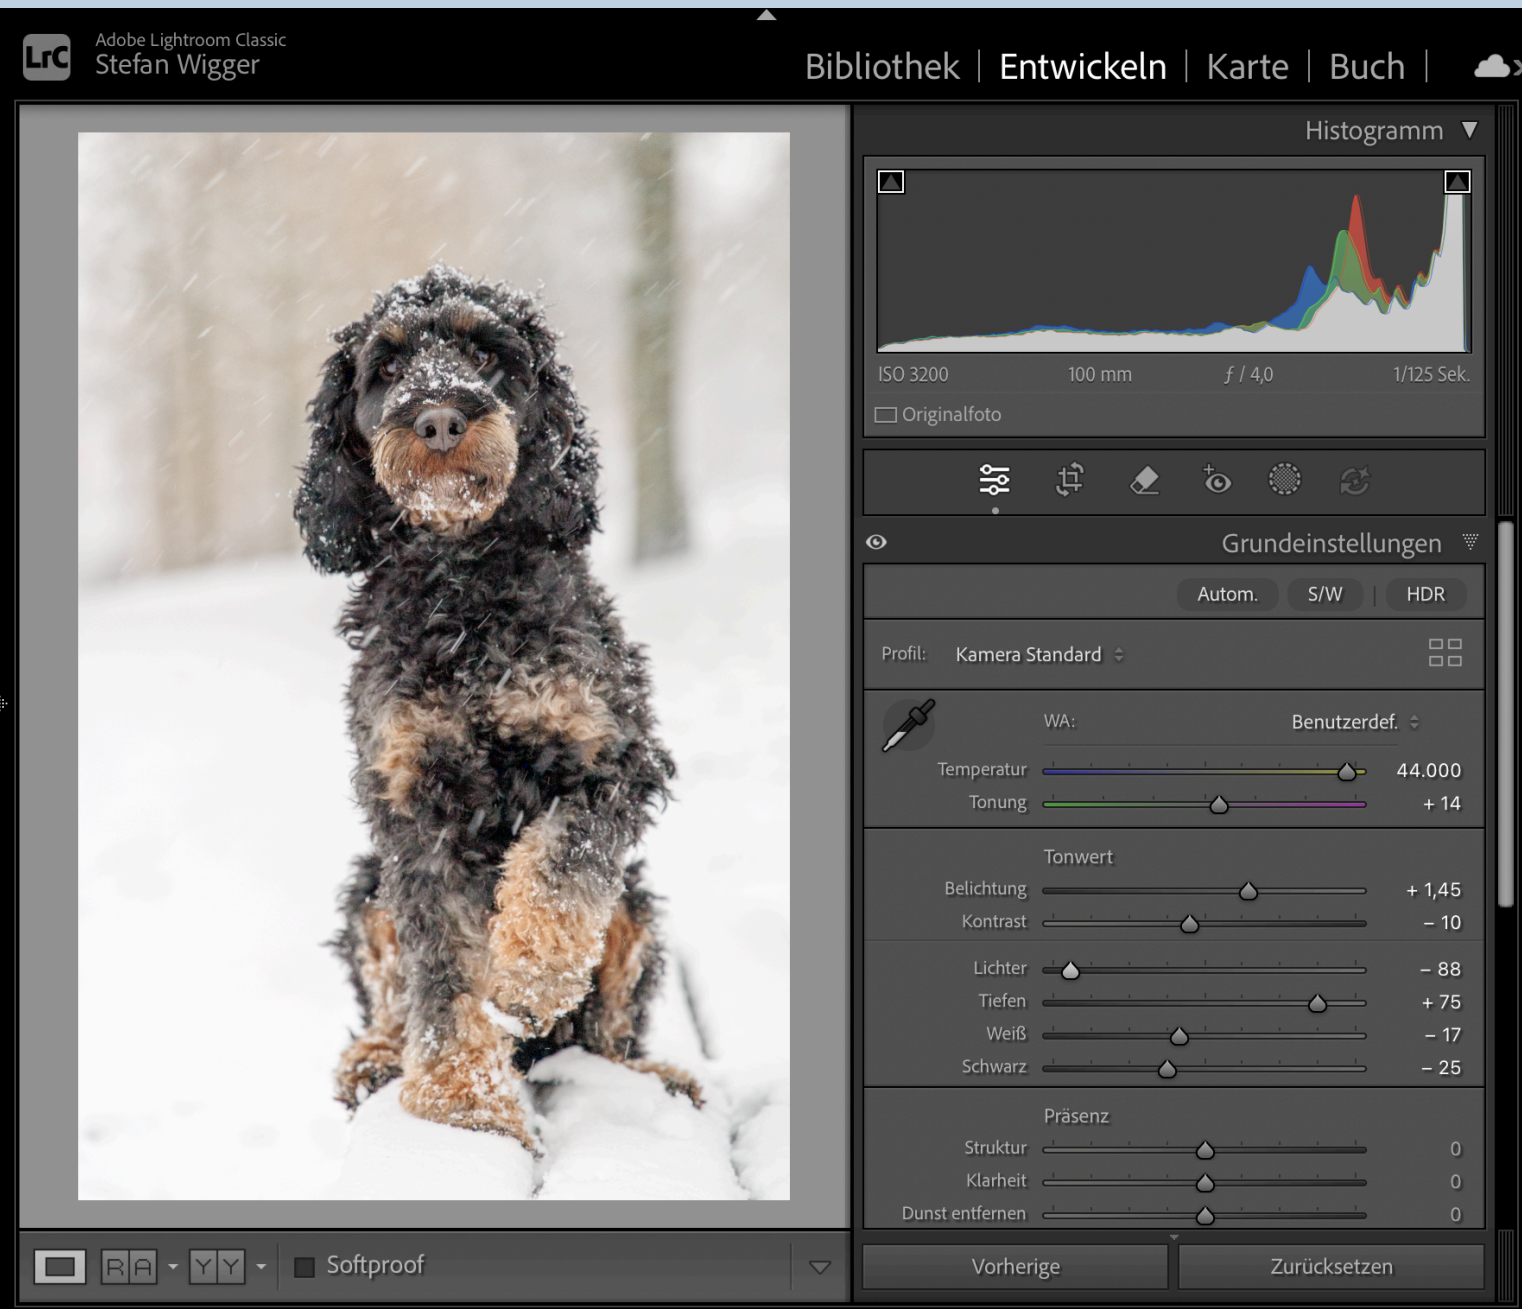 LrC
Adobe Lightroom Classic
Stefan Wigger
Bibliothek | Entwickeln | Karte | Buch |
Histogramm
ISO 3200 100 mm ƒ / 4,0 1/125 Sek.
Originalfoto
Grundeinstellungen
Autom. S/W | HDR
Profil: Kamera Standard
WA: Benutzerdef.
Temperatur 44.000
Tonung + 14
Tonwert
Belichtung + 1,45
Kontrast – 10
Lichter – 88
Tiefen + 75
Weiß – 17
Schwarz – 25
Präsenz
Struktur 0
Klarheit 0
Dunst entfernen 0
R A Y Y Softproof
Vorherige Zurücksetzen